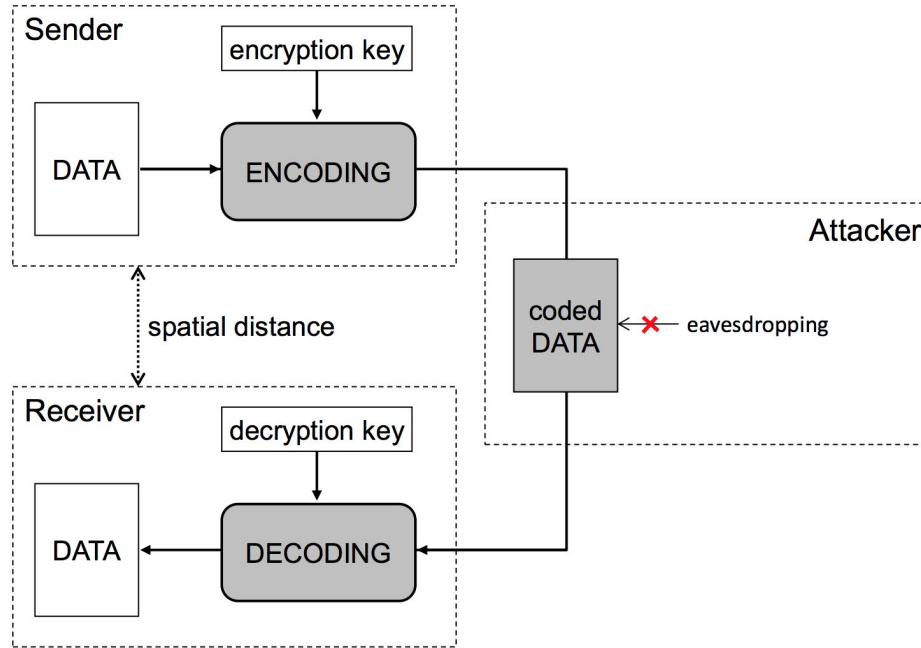 Sender
encryption key
DATA
ENCODING
Attacker
coded
DATA
eavesdropping
spatial distance
Receiver
decryption key
DATA
DECODING